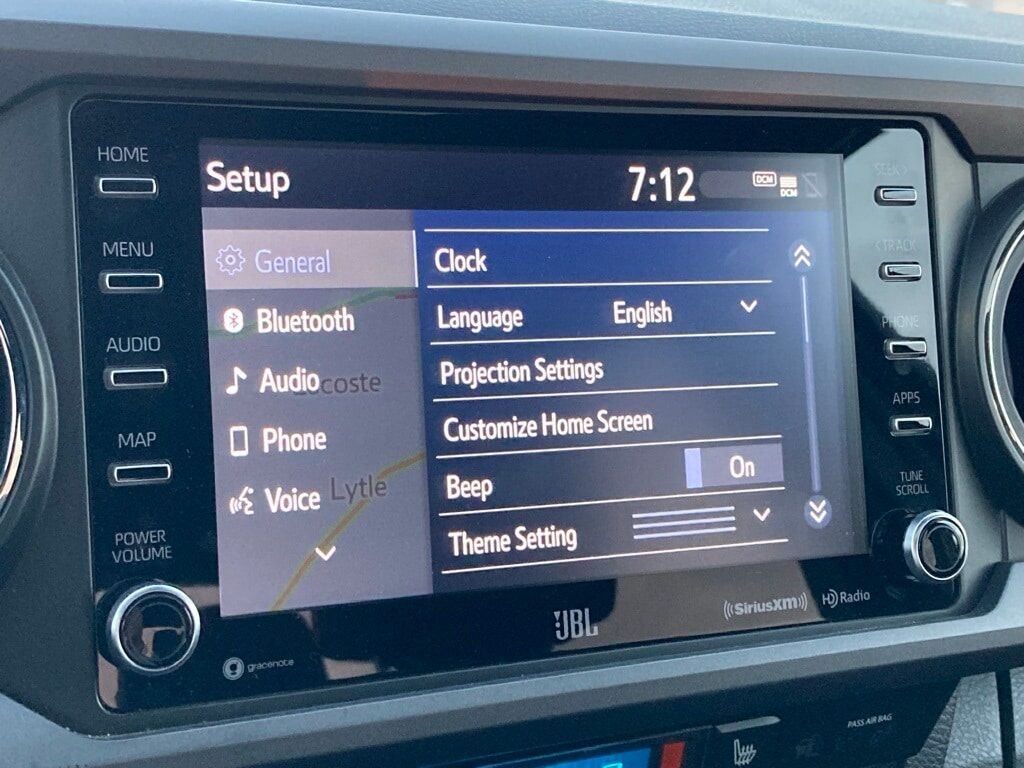 HOME
MENU
AUDIO
MAP
POWER
VOLUME
Setup
7:12
DCM
DCM
General
Bluetooth
Audio
coste
Phone
Voice
Lytle
Clock
Language English
Projection Settings
Customize Home Screen
Beep On
Theme Setting
SEEK >
< TRACK
PHONE
APPS
TUNE
SCROLL
gracenote
JBL
((SiriusXM))
HD Radio
PASS AIR BAG